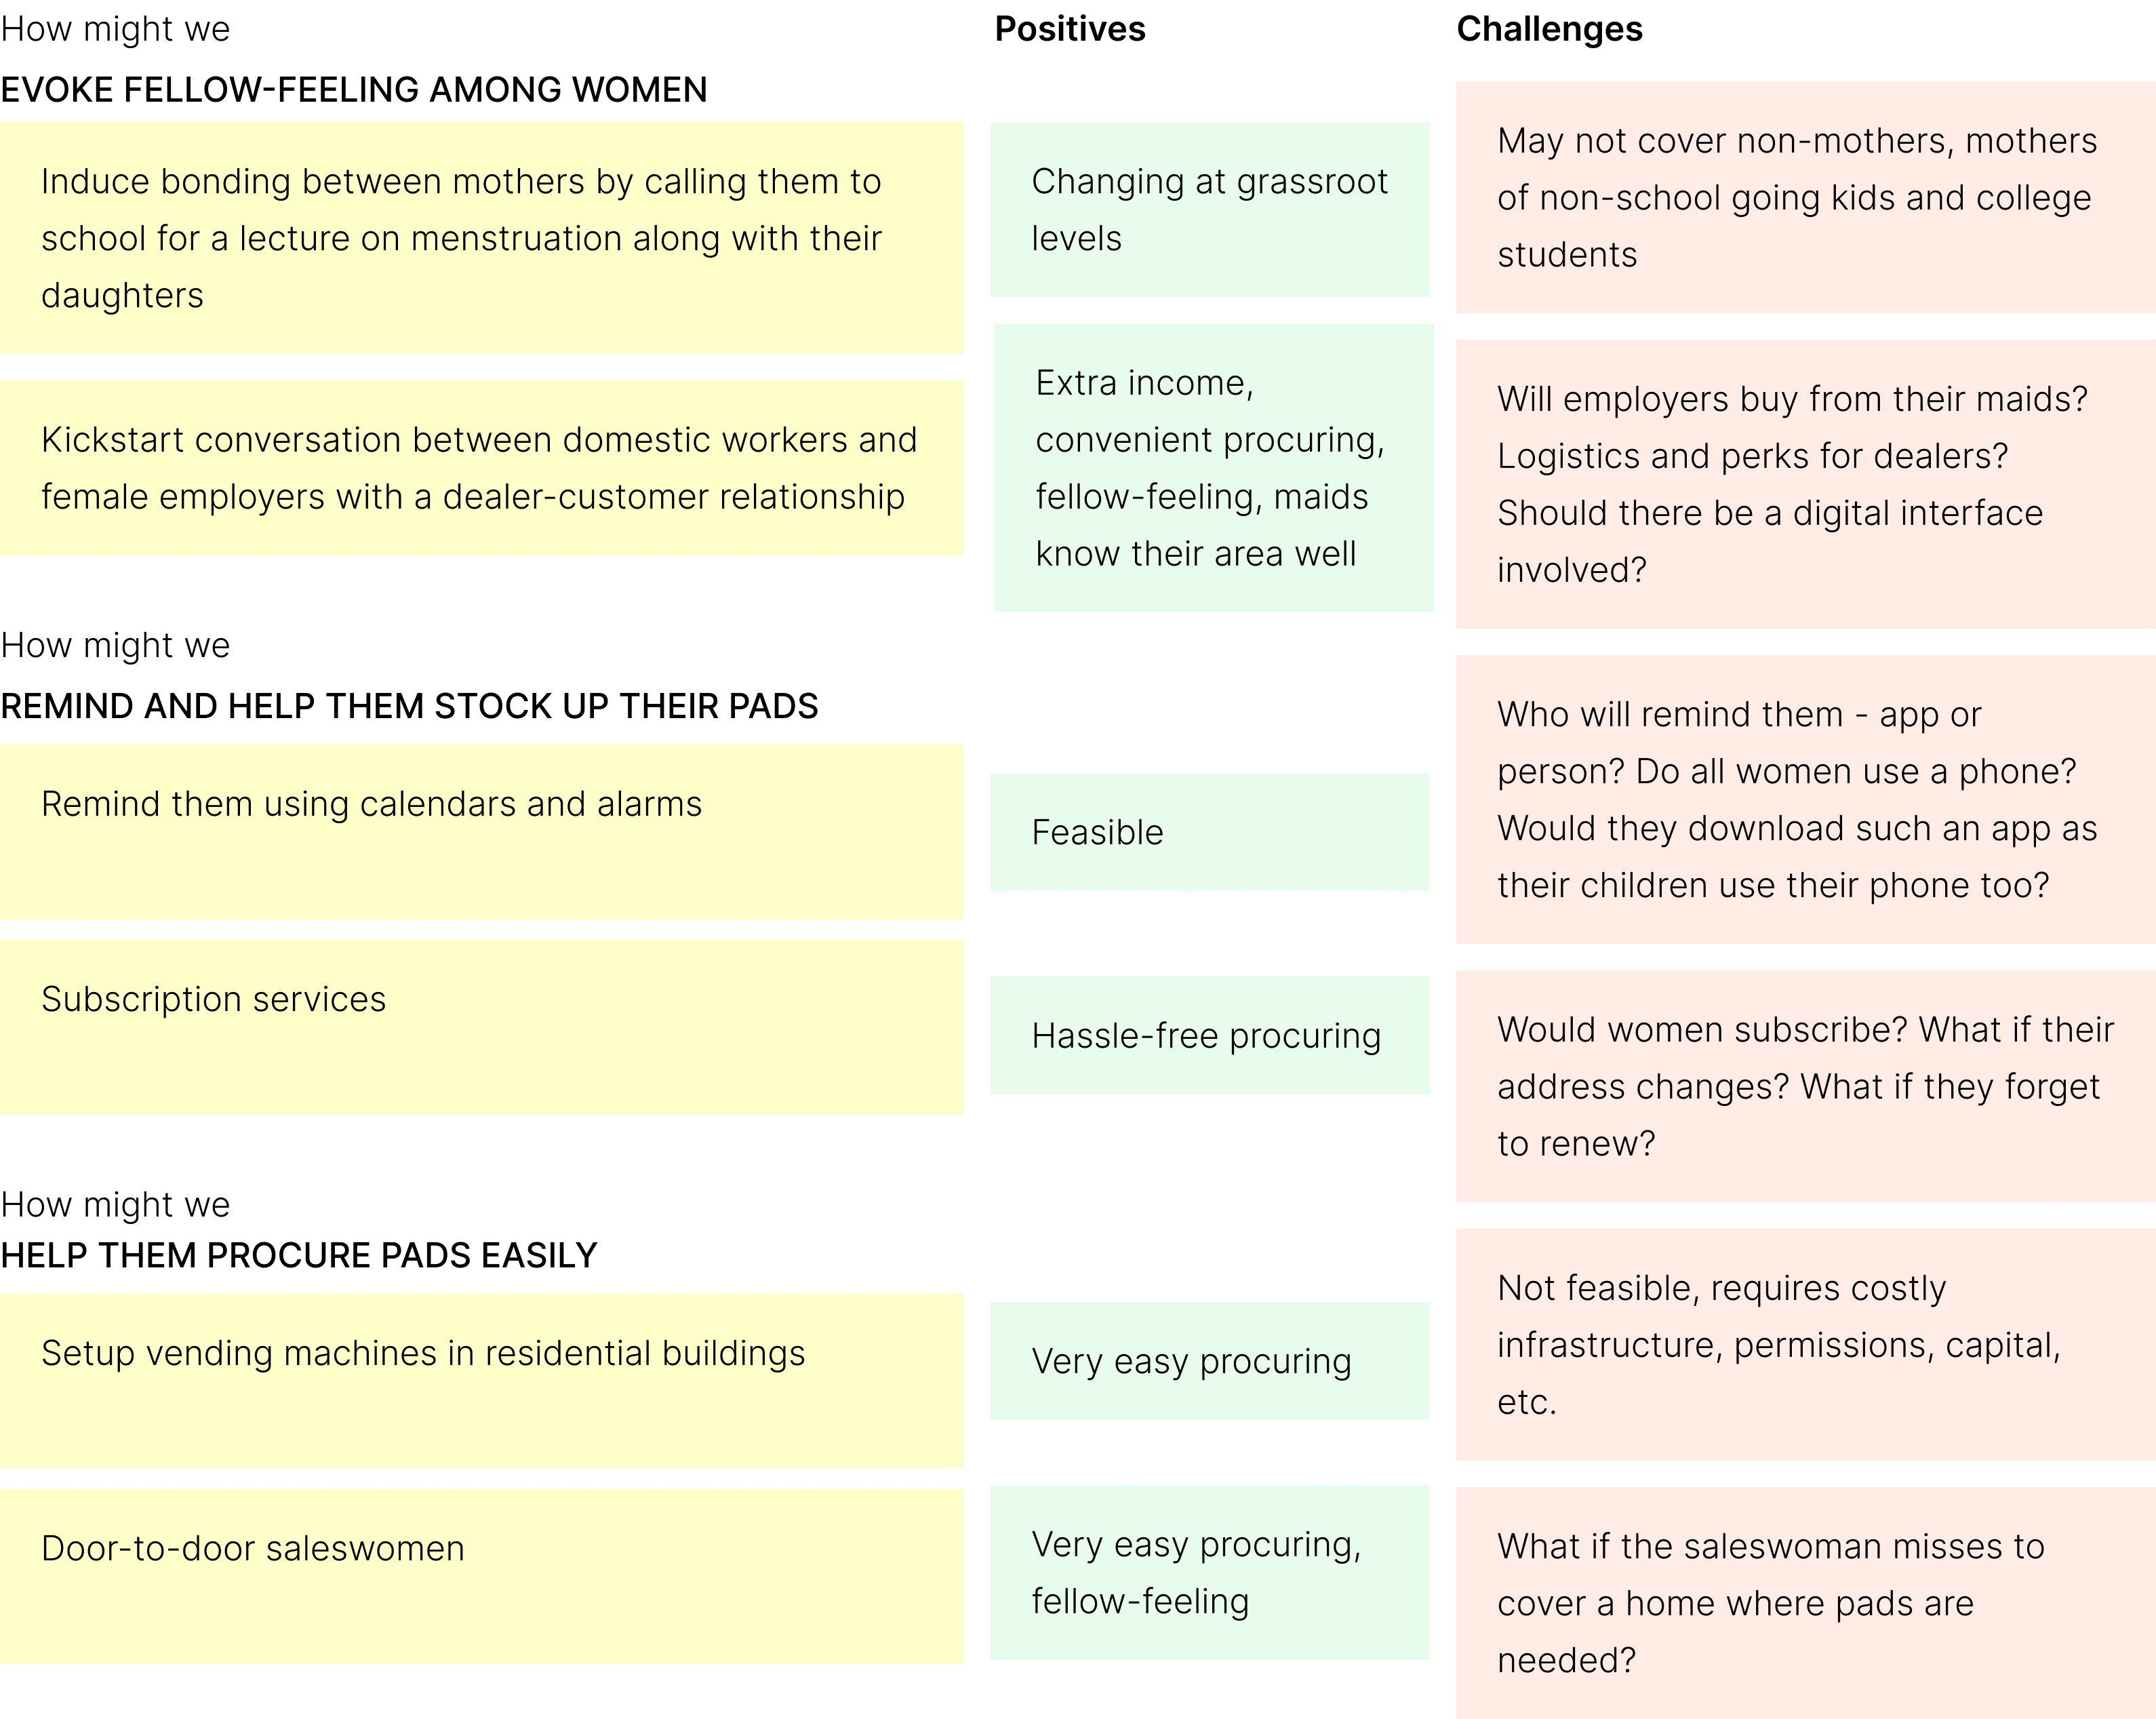 How might we
Positives
Challenges
EVOKE FELLOW-FEELING AMONG WOMEN
Induce bonding between mothers by calling them to
school for a lecture on menstruation along with their
daughters
Changing at grassroot
levels
May not cover non-mothers, mothers
of non-school going kids and college
students
Kickstart conversation between domestic workers and
female employers with a dealer-customer relationship
Extra income,
convenient procuring,
fellow-feeling, maids
know their area well
Will employers buy from their maids?
Logistics and perks for dealers?
Should there be a digital interface
involved?
How might we
REMIND AND HELP THEM STOCK UP THEIR PADS
Remind them using calendars and alarms
Feasible
Who will remind them - app or
person? Do all women use a phone?
Would they download such an app as
their children use their phone too?
Subscription services
Hassle-free procuring
Would women subscribe? What if their
address changes? What if they forget
to renew?
How might we
HELP THEM PROCURE PADS EASILY
Setup vending machines in residential buildings
Very easy procuring
Not feasible, requires costly
infrastructure, permissions, capital,
etc.
Door-to-door saleswomen
Very easy procuring,
fellow-feeling
What if the saleswoman misses to
cover a home where pads are
needed?